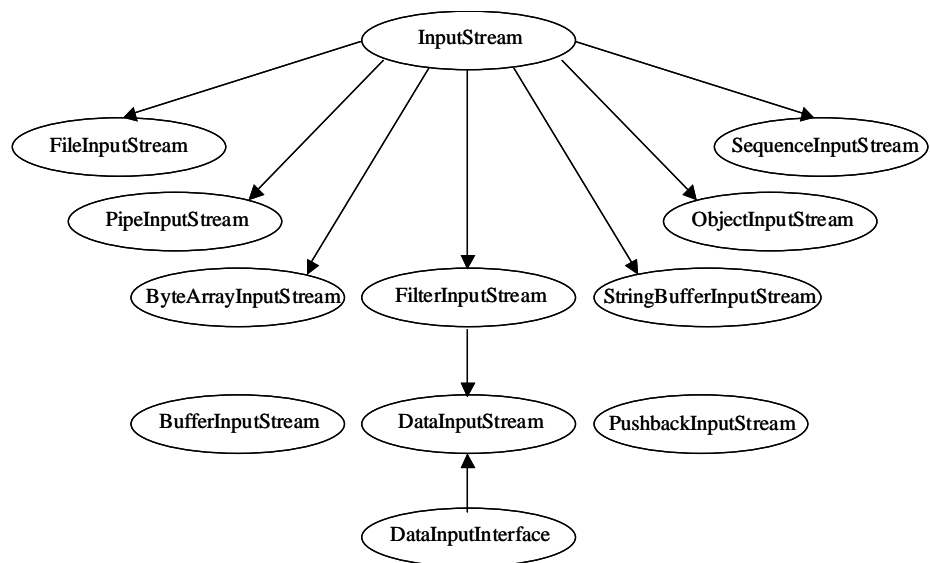 InputStream
FileInputStream
SequenceInputStream
PipeInputStream
ObjectInputStream
ByteArrayInputStream
FilterInputStream
StringBufferInputStream
BufferInputStream
DataInputStream
PushbackInputStream
DataInputInterface